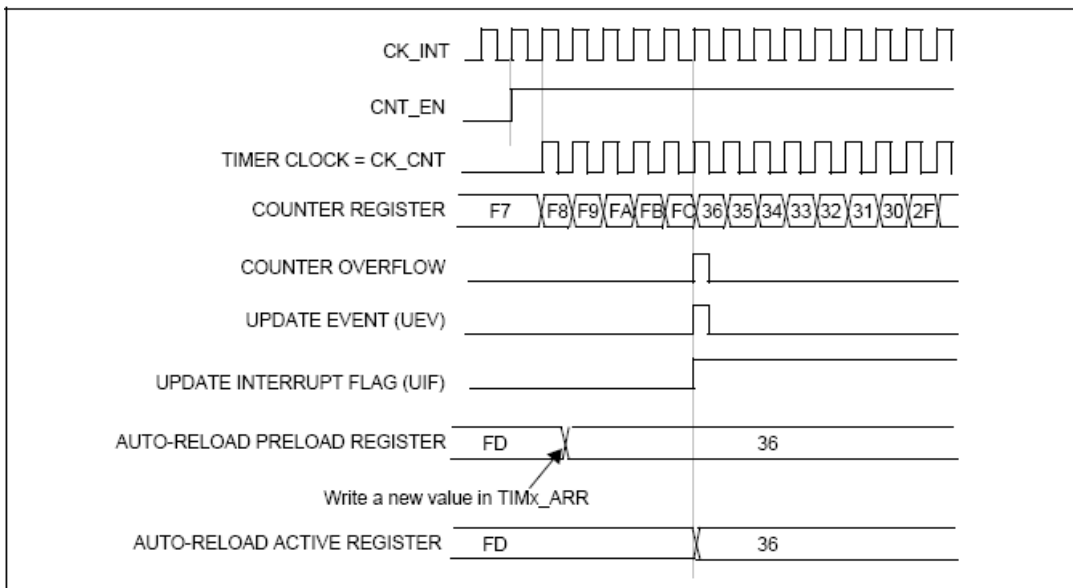 CK_INT
CNT_EN
TIMER CLOCK = CK_CNT
COUNTER REGISTER F7 F8 F9 FA FB FC 36 35 34 33 32 31 30 2F
COUNTER OVERFLOW
UPDATE EVENT (UEV)
UPDATE INTERRUPT FLAG (UIF)
AUTO-RELOAD PRELOAD REGISTER FD 36
Write a new value in TIMx_ARR
AUTO-RELOAD ACTIVE REGISTER FD 36